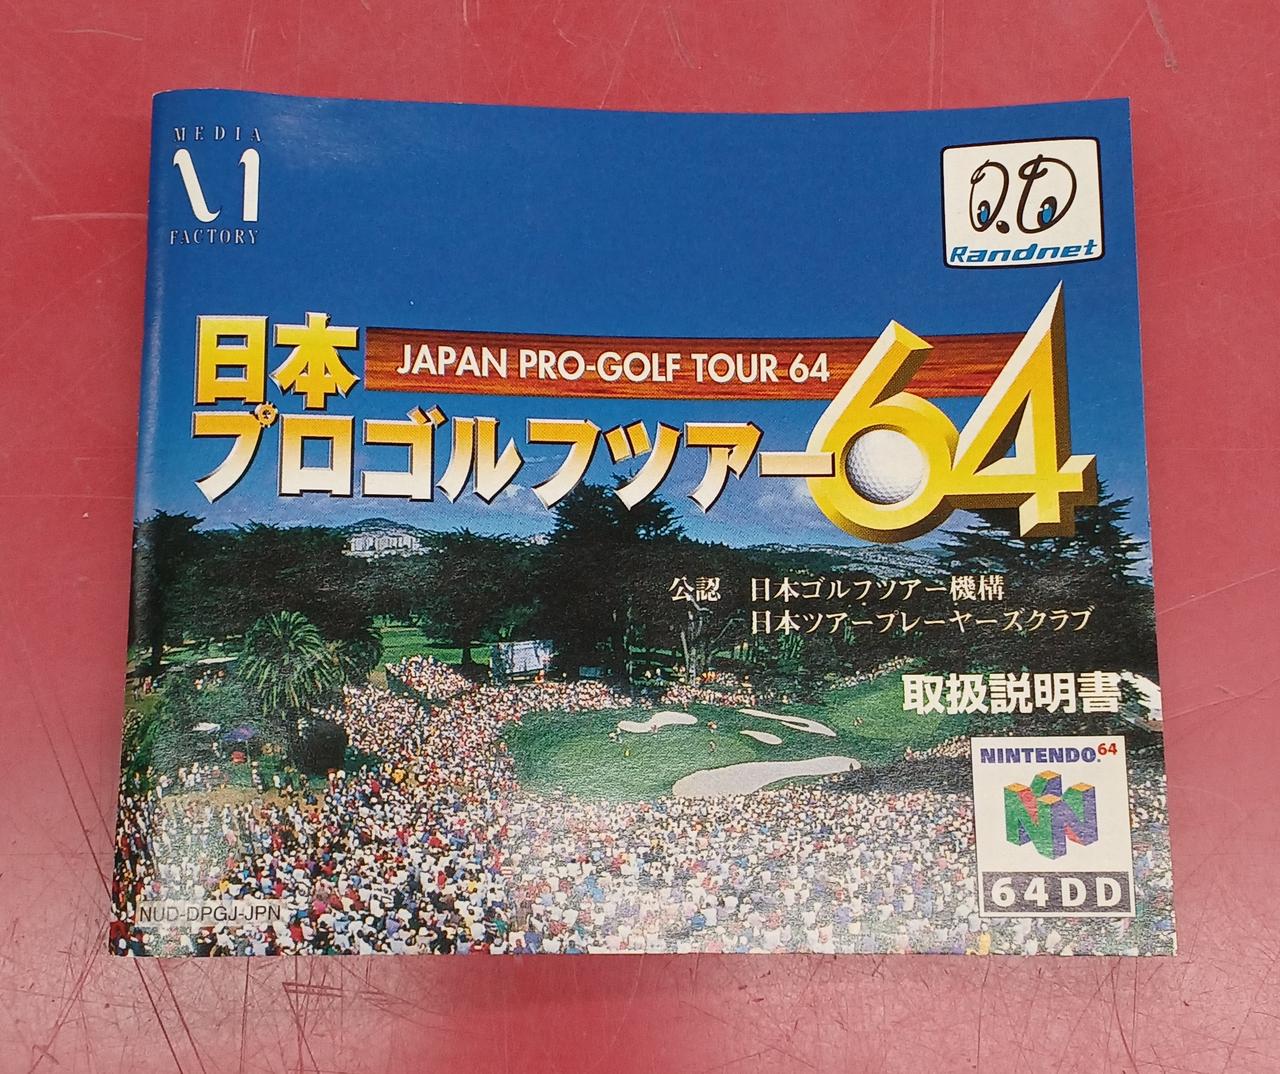 MEDIA
FACTORY
Randnet
日本
JAPAN PRO-GOLF TOUR 64
プロゴルフツアー64
公認 日本ゴルフツアー機構
日本ツアープレーヤーズクラブ
取扱説明書
NINTENDO64
64DD
NUD-DPGJ-JPN